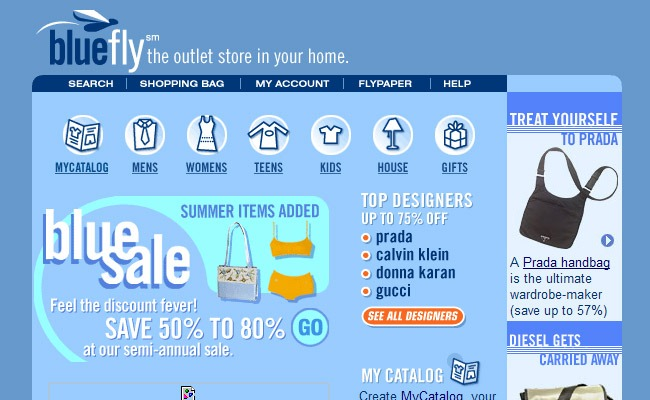 bluefly sm
the outlet store in your home.
SEARCH
SHOPPING BAG
MY ACCOUNT
FLYPAPER
HELP
MYCATALOG
MENS
WOMENS
TEENS
KIDS
HOUSE
GIFTS
SUMMER ITEMS ADDED
blue
sale
Feel the discount fever!
SAVE 50% TO 80%
GO
at our semi-annual sale.
TOP DESIGNERS
UP TO 75% OFF
prada
calvin klein
donna karan
gucci
SEE ALL DESIGNERS
MY CATALOG
Create MyCatalog, your
TREAT YOURSELF
TO PRADA
A Prada handbag
is the ultimate
wardrobe-maker
(save up to 57%)
DIESEL GETS
CARRIED AWAY